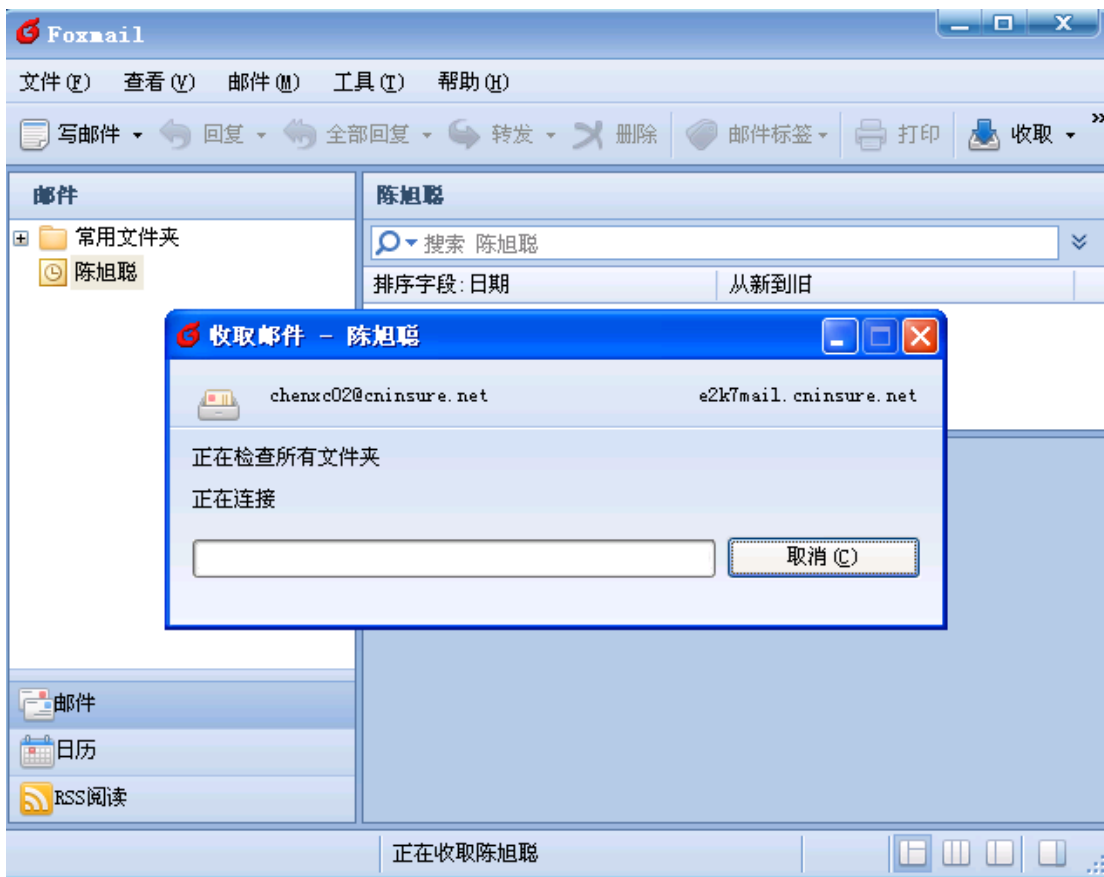 Foxmail
文件(F) 查看(V) 邮件(M) 工具(T) 帮助(H)
写邮件 回复 全部回复 转发 删除 邮件标签 打印 收取 »
邮件
常用文件夹
陈旭聪
陈旭聪
搜索 陈旭聪
排序字段:日期 从新到旧
收取邮件 - 陈旭聪
chenxc02@cninsure.net e2k7mail.cninsure.net
正在检查所有文件夹
正在连接
取消(C)
邮件
日历
RSS阅读
正在收取陈旭聪